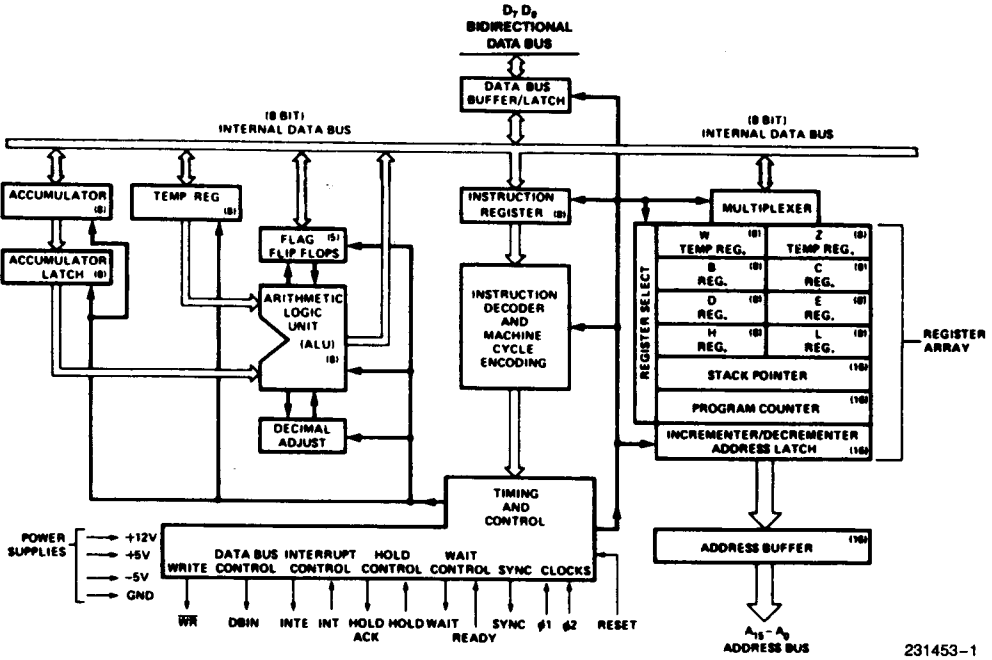 D7 D0
BIDIRECTIONAL
DATA BUS
DATA BUS
BUFFER/LATCH
(8 BIT)
INTERNAL DATA BUS
(8 BIT)
INTERNAL DATA BUS
ACCUMULATOR
(8)
TEMP REG
(8)
INSTRUCTION
REGISTER (8)
MULTIPLEXER
ACCUMULATOR
LATCH (8)
FLAG (5)
FLIP FLOPS
ARITHMETIC
LOGIC
UNIT
(ALU)
(8)
DECIMAL
ADJUST
INSTRUCTION
DECODER
AND
MACHINE
CYCLE
ENCODING
REGISTER SELECT
W (8)
TEMP REG.
Z (8)
TEMP REG.
B (8)
REG.
C (8)
REG.
D (8)
REG.
E (8)
REG.
H (8)
REG.
L (8)
REG.
STACK POINTER (16)
PROGRAM COUNTER (16)
INCREMENTER/DECREMENTER
ADDRESS LATCH (16)
REGISTER
ARRAY
TIMING
AND
CONTROL
POWER
SUPPLIES
+12V
+5V
−5V
GND
WRITE
DATA BUS
CONTROL
INTERRUPT
CONTROL
HOLD
CONTROL
WAIT
CONTROL
SYNC
CLOCKS
ADDRESS BUFFER (16)
W̅R̅
DBIN
INTE
INT
HOLD
ACK
HOLD
WAIT
READY
SYNC
ϕ1
ϕ2
RESET
A15 – A0
ADDRESS BUS
231453–1